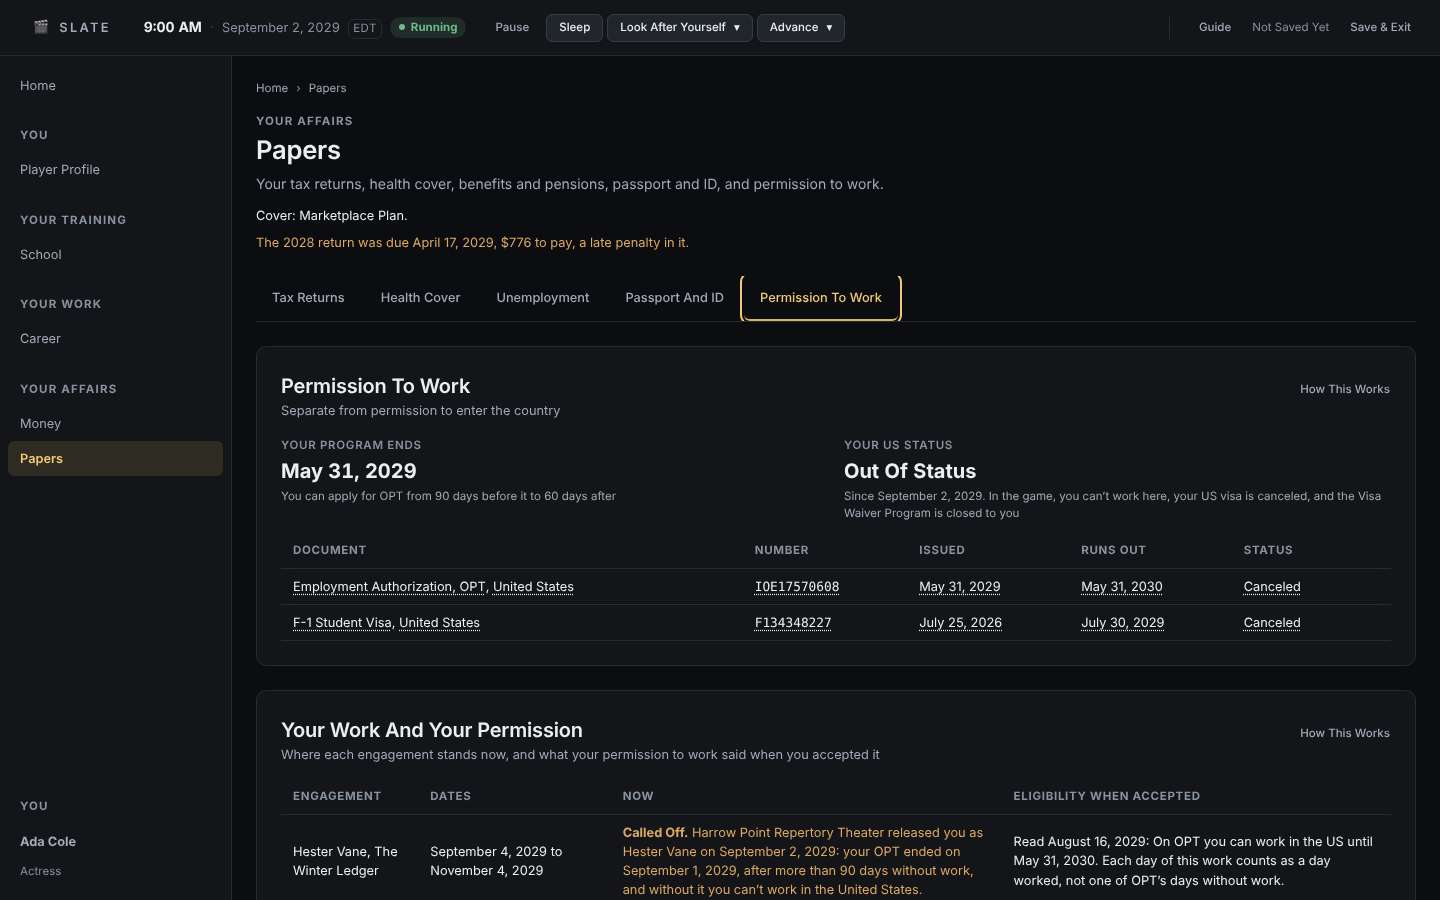 SLATE
9:00 AM · September 2, 2029 EDT Running
Pause
Sleep
Look After Yourself ▾
Advance ▾
Guide
Not Saved Yet
Save & Exit
Home
YOU
Player Profile
YOUR TRAINING
School
YOUR WORK
Career
YOUR AFFAIRS
Money
Papers
YOU
Ada Cole
Actress
Home › Papers
YOUR AFFAIRS
Papers
Your tax returns, health cover, benefits and pensions, passport and ID, and permission to work.
Cover: Marketplace Plan.
The 2028 return was due April 17, 2029, $776 to pay, a late penalty in it.
Tax Returns
Health Cover
Unemployment
Passport And ID
Permission To Work
Permission To Work
How This Works
Separate from permission to enter the country
YOUR PROGRAM ENDS
May 31, 2029
You can apply for OPT from 90 days before it to 60 days after
YOUR US STATUS
Out Of Status
Since September 2, 2029. In the game, you can’t work here, your US visa is canceled, and the Visa
Waiver Program is closed to you
DOCUMENT NUMBER ISSUED RUNS OUT STATUS
Employment Authorization, OPT, United States IOE17570608 May 31, 2029 May 31, 2030 Canceled
F-1 Student Visa, United States F134348227 July 25, 2026 July 30, 2029 Canceled
Your Work And Your Permission
How This Works
Where each engagement stands now, and what your permission to work said when you accepted it
ENGAGEMENT DATES NOW ELIGIBILITY WHEN ACCEPTED
Hester Vane, The
Winter Ledger
September 4, 2029 to
November 4, 2029
Called Off. Harrow Point Repertory Theater released you as
Hester Vane on September 2, 2029: your OPT ended on
September 1, 2029, after more than 90 days without work,
and without it you can’t work in the United States.
Read August 16, 2029: On OPT you can work in the US until
May 31, 2030. Each day of this work counts as a day
worked, not one of OPT’s days without work.